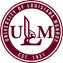 UNIVERSITY OF LOUISIANA MONROE
ULM
EST. 1931